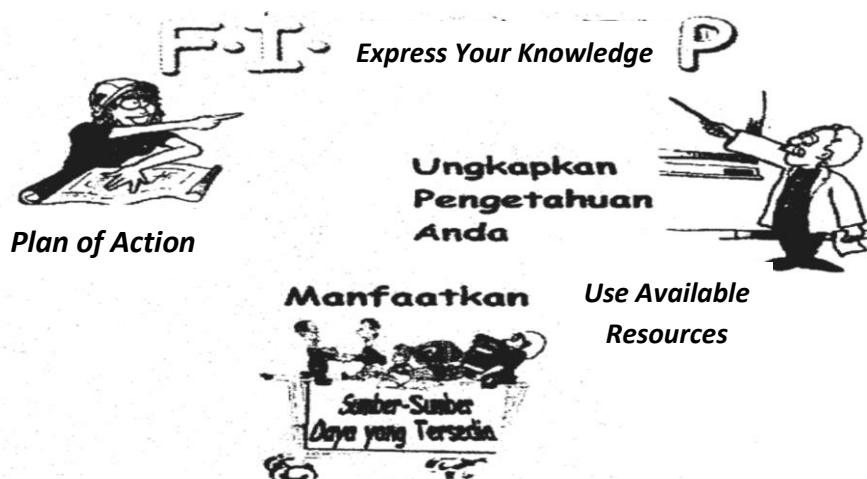 F. I. Express Your Knowledge P
Ungkapkan
Pengetahuan
Anda
Plan of Action
Manfaatkan
Use Available
Resources
Sumber-Sumber
Daya yang Tersedia